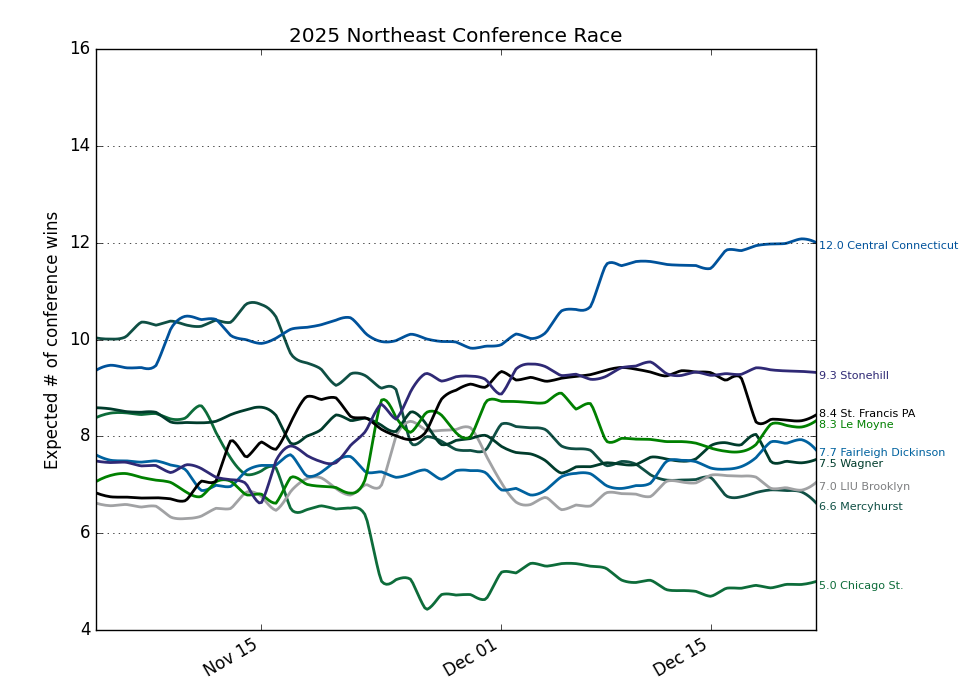 2025 Northeast Conference Race
Expected # of conference wins
16
14
12
10
8
6
4
Nov 15
Dec 01
Dec 15
12.0 Central Connecticut
9.3 Stonehill
8.4 St. Francis PA
8.3 Le Moyne
7.7 Fairleigh Dickinson
7.5 Wagner
7.0 LIU Brooklyn
6.6 Mercyhurst
5.0 Chicago St.